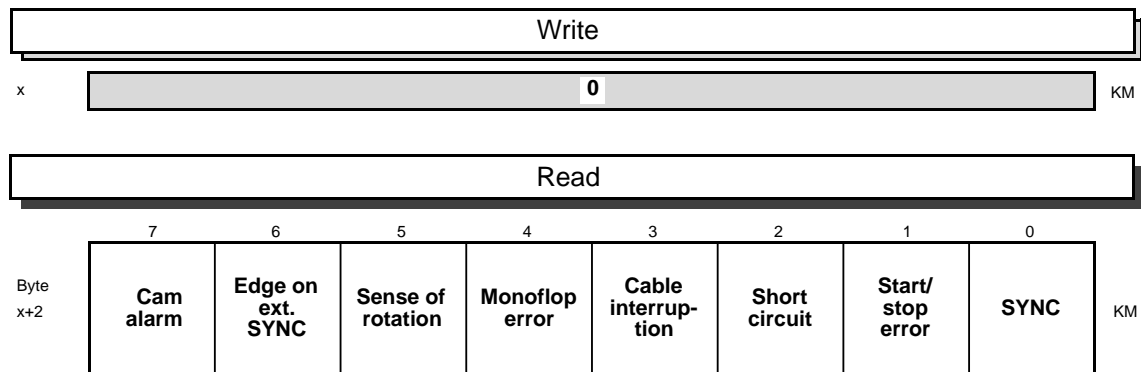 Write
x 0 KM
Read
7 6 5 4 3 2 1 0
Byte
x+2
Cam
alarm
Edge on
ext.
SYNC
Sense of
rotation
Monoflop
error
Cable
interrup-
tion
Short
circuit
Start/
stop
error
SYNC
KM